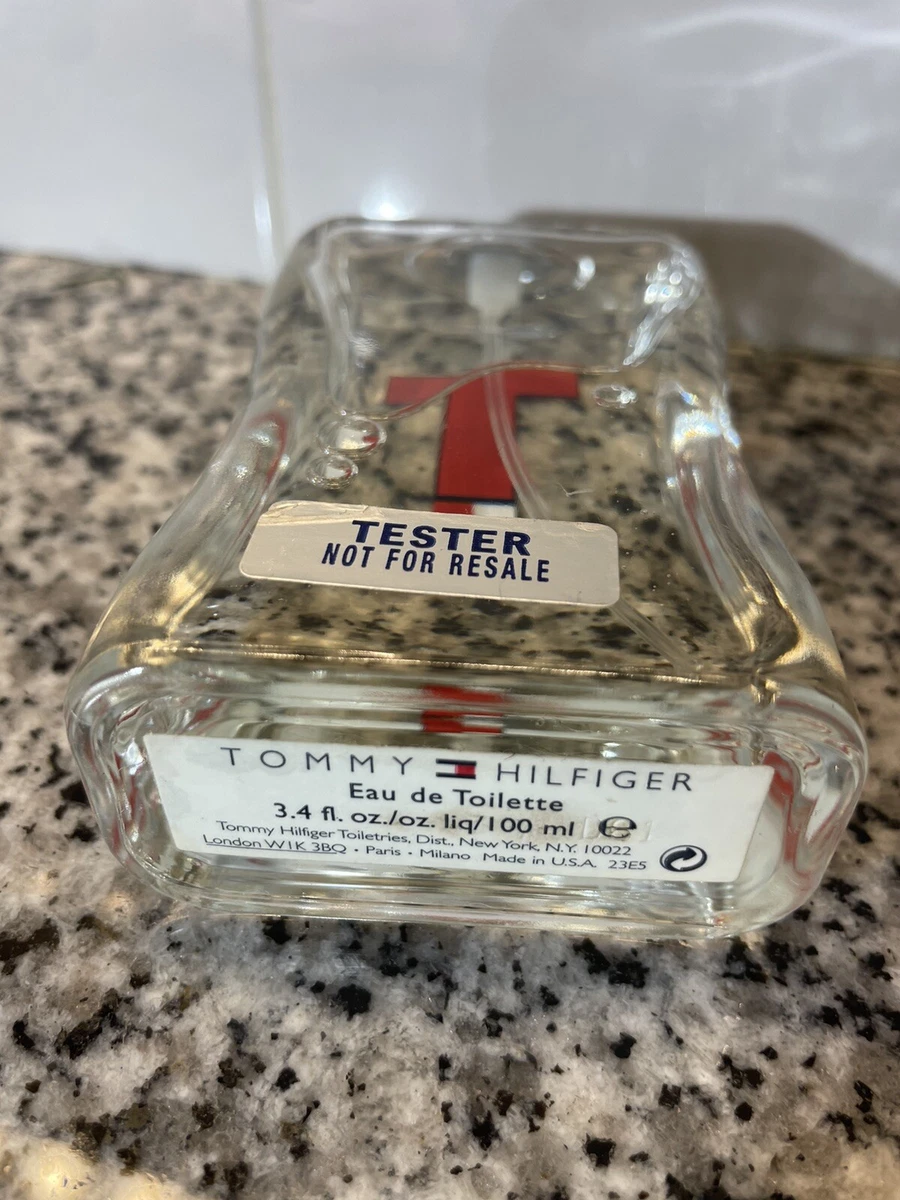 T
TESTER
NOT FOR RESALE
TOMMY HILFIGER
Eau de Toilette
3.4 fl. oz./oz. liq/100 ml e
Tommy Hilfiger Toiletries, Dist., New York, N.Y. 10022
London W1K 3BQ • Paris • Milano Made in U.S.A. 23E5